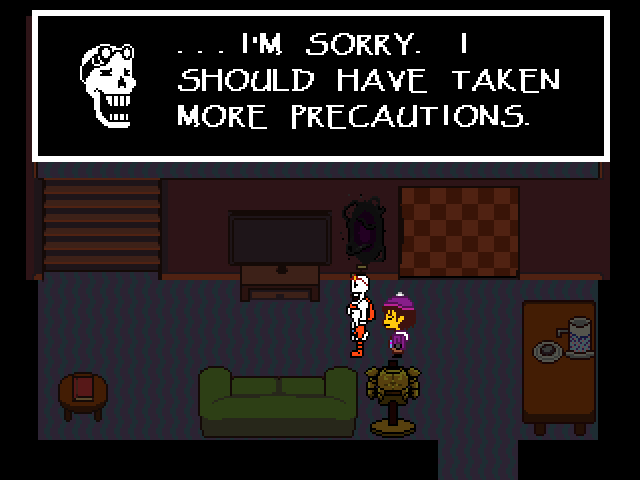 ...I'M SORRY. I
SHOULD HAVE TAKEN
MORE PRECAUTIONS.